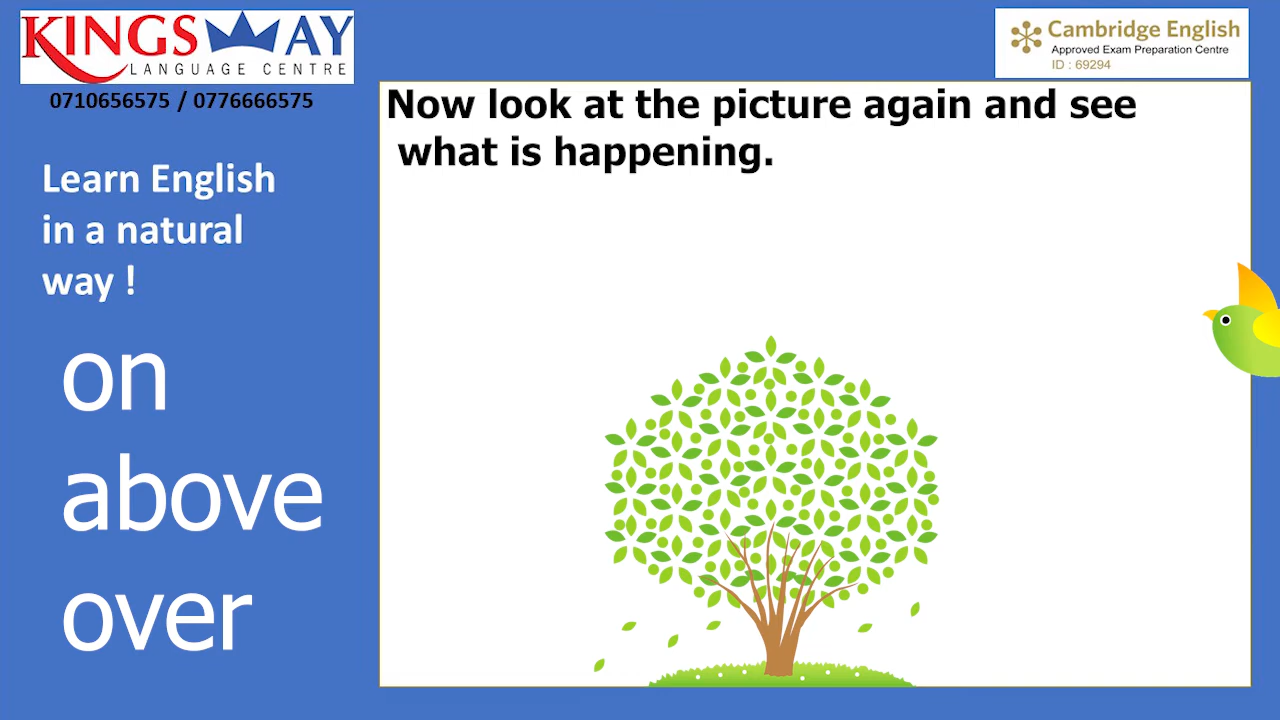 KINGSWAY
LANGUAGE CENTRE
0710656575 / 0776666575
Cambridge English
Approved Exam Preparation Centre
ID : 69294
Learn English
in a natural
way !
on
above
over
Now look at the picture again and see
what is happening.